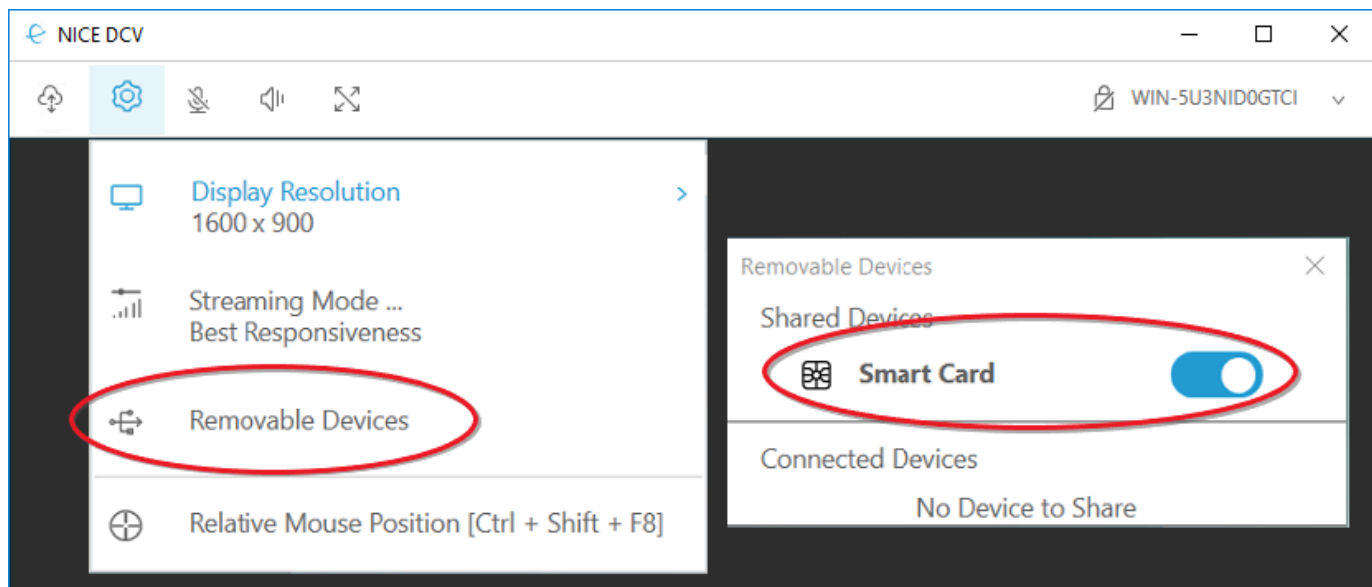 NICE DCV
WIN-5U3NID0GTCI
Display Resolution
1600 x 900
Streaming Mode ...
Best Responsiveness
Removable Devices
Relative Mouse Position [Ctrl + Shift + F8]
Removable Devices
Shared Devices
Smart Card
Connected Devices
No Device to Share